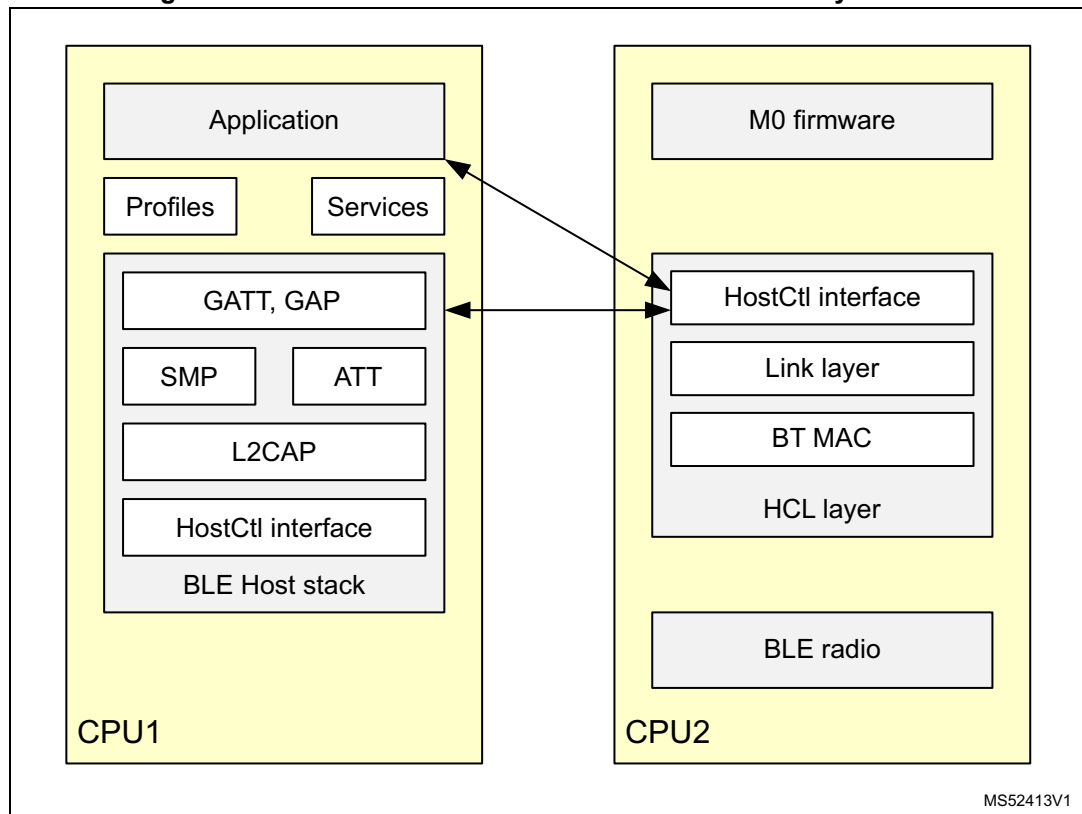 Application
Profiles
Services
GATT, GAP
SMP
ATT
L2CAP
HostCtl interface
BLE Host stack
CPU1
M0 firmware
HostCtl interface
Link layer
BT MAC
HCL layer
BLE radio
CPU2
MS52413V1